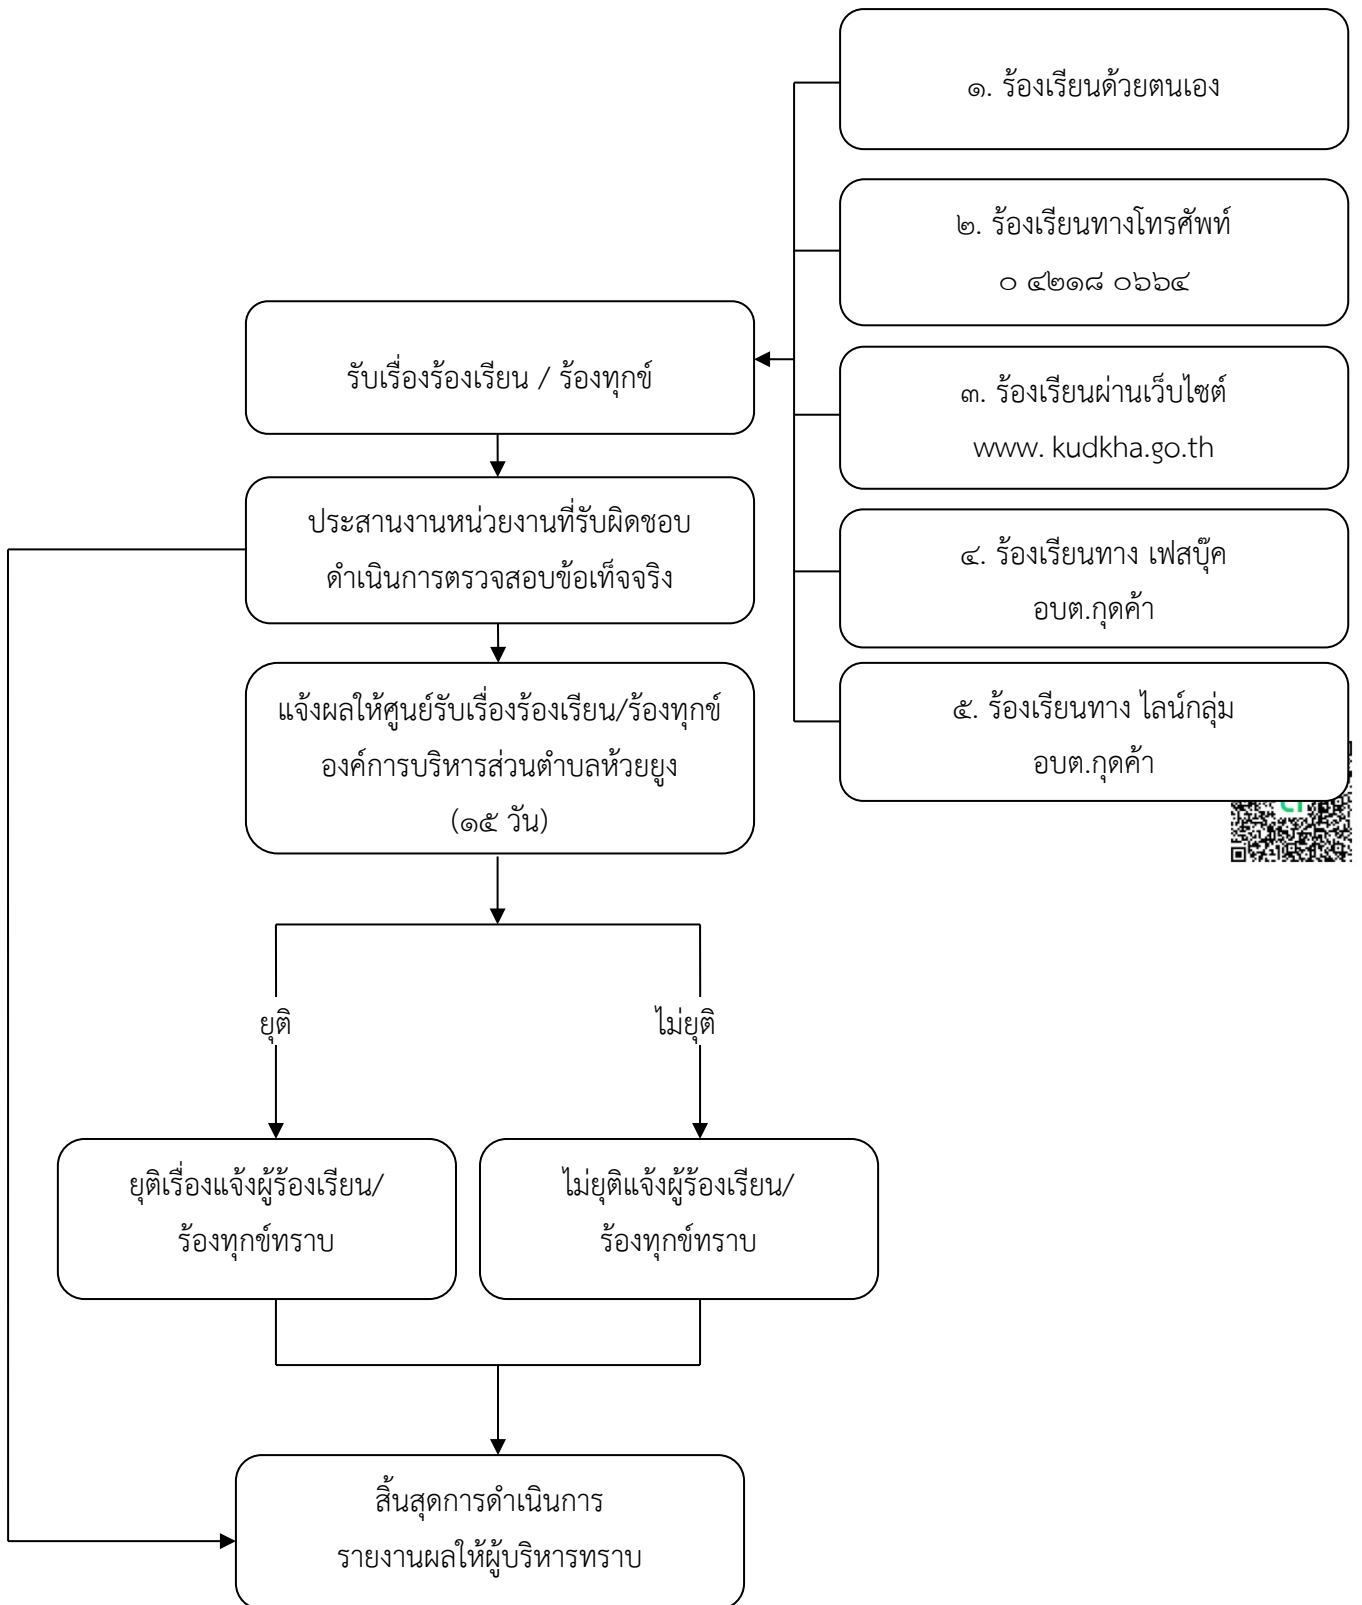 ๑. ร้องเรียนด้วยตนเอง
๒. ร้องเรียนทางโทรศัพท์
๐ ๔๒๑๘ ๐๖๖๔
๓. ร้องเรียนผ่านเว็บไซต์
www. kudkha.go.th
๔. ร้องเรียนทาง เฟสบุ๊ค
อบต.กุดค้า
๕. ร้องเรียนทาง ไลน์กลุ่ม
อบต.กุดค้า
รับเรื่องร้องเรียน / ร้องทุกข์
ประสานงานหน่วยงานที่รับผิดชอบ
ดำเนินการตรวจสอบข้อเท็จจริง
แจ้งผลให้ศูนย์รับเรื่องร้องเรียน/ร้องทุกข์
องค์การบริหารส่วนตำบลห้วยยูง
(๑๕ วัน)
ยุติ
ไม่ยุติ
ยุติเรื่องแจ้งผู้ร้องเรียน/
ร้องทุกข์ทราบ
ไม่ยุติแจ้งผู้ร้องเรียน/
ร้องทุกข์ทราบ
สิ้นสุดการดำเนินการ
รายงานผลให้ผู้บริหารทราบ